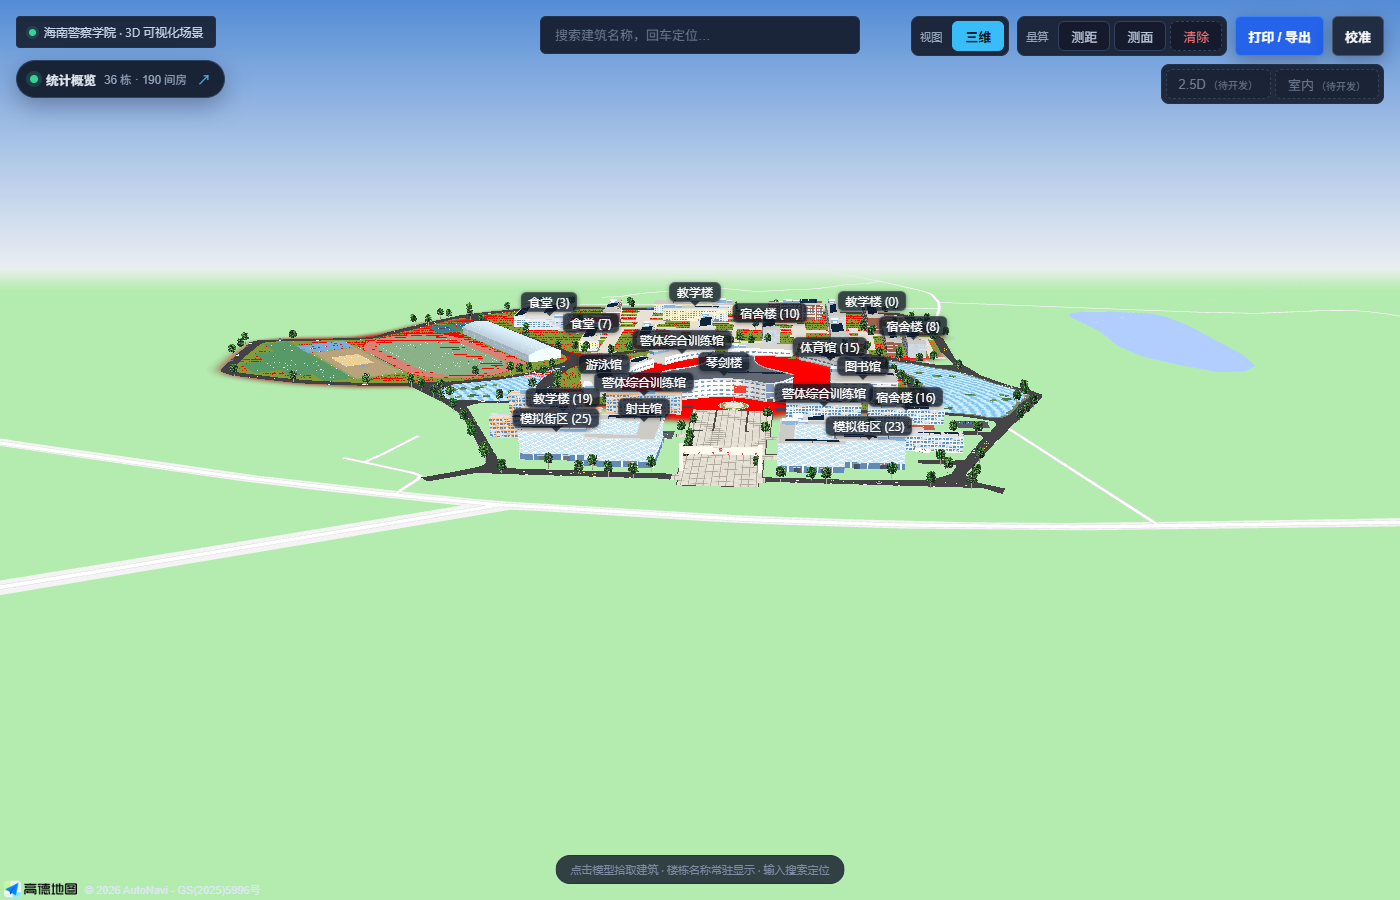 海南警察学院 · 3D 可视化场景
搜索建筑名称，回车定位...
视图 三维
量算 测距 测面 清除
打印 / 导出
校准
统计概览 36 栋 · 190 间房 ↗
2.5D（待开发） 室内（待开发）
教学楼
食堂 (3)
教学楼 (0)
宿舍楼 (10)
食堂 (7)
宿舍楼 (8)
警体综合训练馆
体育馆 (15)
游泳馆
琴剑楼
图书馆
警体综合训练馆
警体综合训练馆
教学楼 (19)
宿舍楼 (16)
射击馆
模拟街区 (25)
模拟街区 (23)
点击模型拾取建筑 · 楼栋名称常驻显示 · 输入搜索定位
高德地图 © 2026 AutoNavi - GS(2025)5996号